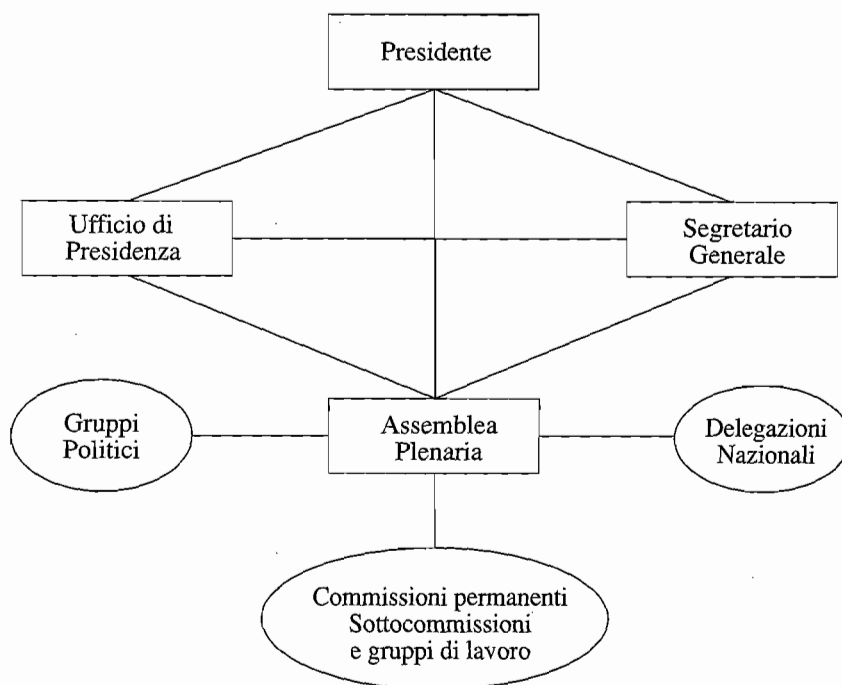 Presidente
Ufficio di
Presidenza
Segretario
Generale
Gruppi
Politici
Assemblea
Plenaria
Delegazioni
Nazionali
Commissioni permanenti
Sottocommissioni
e gruppi di lavoro